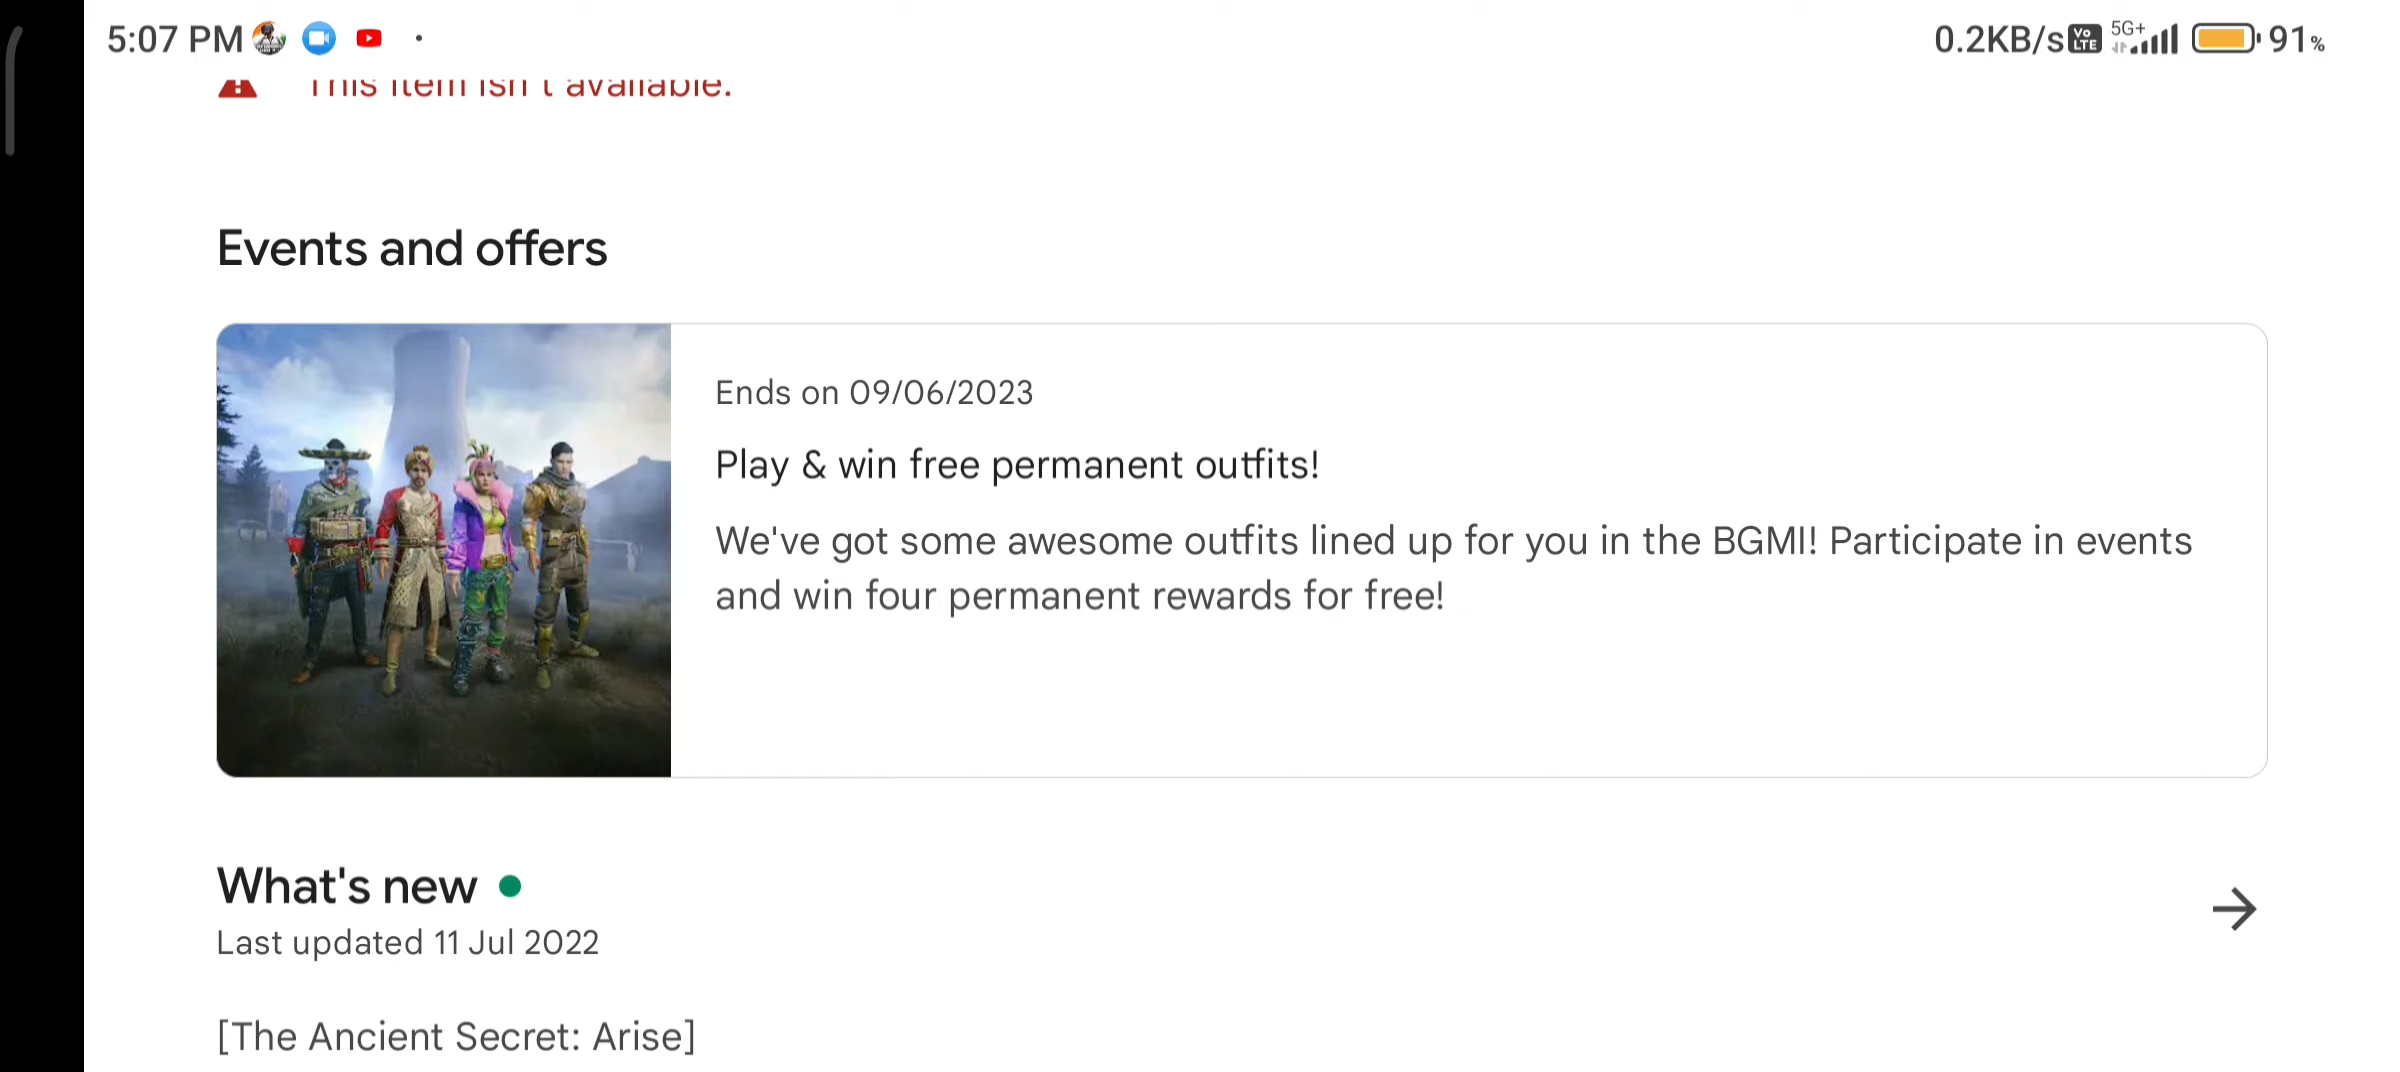 5:07 PM 0.2KB/s Vo LTE 5G+ 91%
This item isn't available.
Events and offers
Ends on 09/06/2023
Play & win free permanent outfits!
We've got some awesome outfits lined up for you in the BGMI! Participate in events
and win four permanent rewards for free!
What's new
Last updated 11 Jul 2022
[The Ancient Secret: Arise]